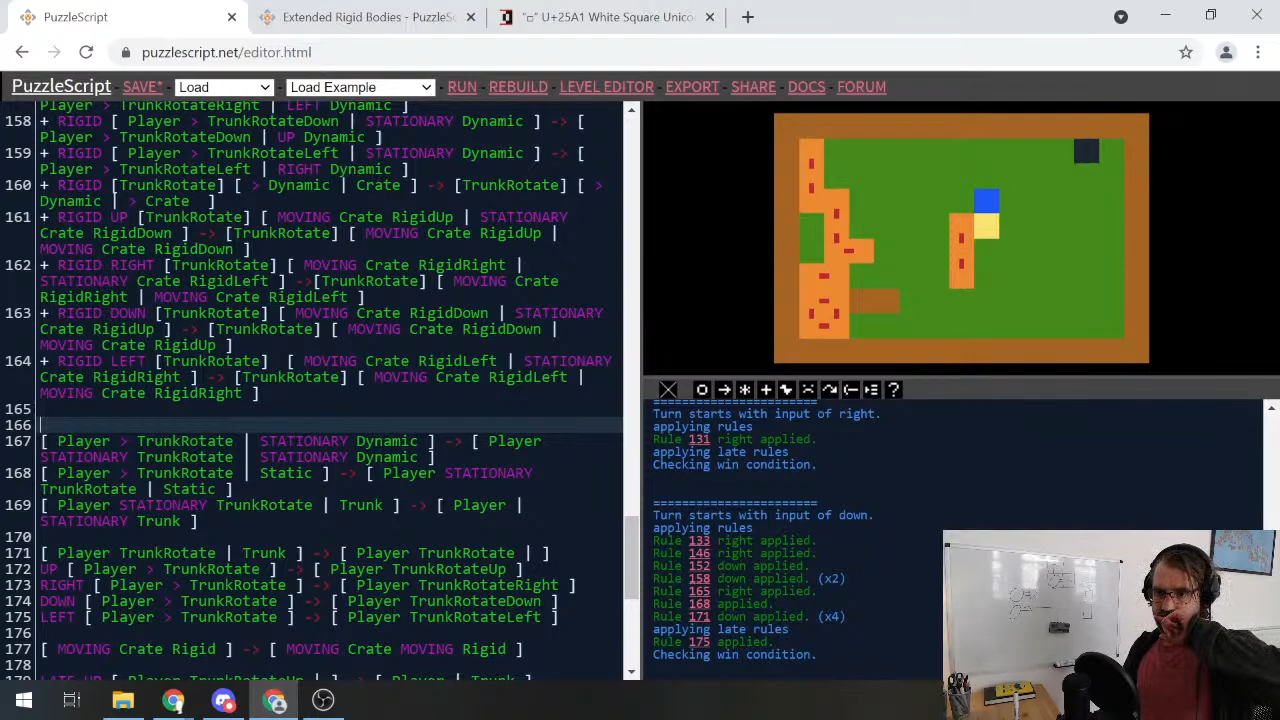 PuzzleScript
Extended Rigid Bodies - PuzzleSc
"□" U+25A1 White Square Unico
puzzlescript.net/editor.html
PuzzleScript SAVE* Load Load Example RUN - REBUILD - LEVEL EDITOR - EXPORT - SHARE - DOCS - FORUM
Player > TrunkRotateRight | LEFT Dynamic ]
158 + RIGID [ Player > TrunkRotateDown | STATIONARY Dynamic ] -> [
Player > TrunkRotateDown | UP Dynamic ]
159 + RIGID [ Player > TrunkRotateLeft | STATIONARY Dynamic ] -> [
Player > TrunkRotateLeft | RIGHT Dynamic ]
160 + RIGID [TrunkRotate] [ > Dynamic | Crate ] -> [TrunkRotate] [ >
Dynamic | > Crate ]
161 + RIGID UP [TrunkRotate] [ MOVING Crate RigidUp | STATIONARY
Crate RigidDown ] -> [TrunkRotate] [ MOVING Crate RigidUp |
MOVING Crate RigidDown ]
162 + RIGID RIGHT [TrunkRotate] [ MOVING Crate RigidRight |
STATIONARY Crate RigidLeft ] ->[TrunkRotate] [ MOVING Crate
RigidRight | MOVING Crate RigidLeft ]
163 + RIGID DOWN [TrunkRotate] [ MOVING Crate RigidDown | STATIONARY
Crate RigidUp ] -> [TrunkRotate] [ MOVING Crate RigidDown |
MOVING Crate RigidUp ]
164 + RIGID LEFT [TrunkRotate] [ MOVING Crate RigidLeft | STATIONARY
Crate RigidRight ] -> [TrunkRotate] [ MOVING Crate RigidLeft |
MOVING Crate RigidRight ]
165
166
167 [ Player > TrunkRotate | STATIONARY Dynamic ] -> [ Player
STATIONARY TrunkRotate | STATIONARY Dynamic ]
168 [ Player > TrunkRotate | Static ] -> [ Player STATIONARY
TrunkRotate | Static ]
169 [ Player STATIONARY TrunkRotate | Trunk ] -> [ Player |
STATIONARY Trunk ]
170
171 [ Player TrunkRotate | Trunk ] -> [ Player TrunkRotate | ]
172 UP [ Player > TrunkRotate ] -> [ Player TrunkRotateUp ]
173 RIGHT [ Player > TrunkRotate ] -> [ Player TrunkRotateRight ]
174 DOWN [ Player > TrunkRotate ] -> [ Player TrunkRotateDown ]
175 LEFT [ Player > TrunkRotate ] -> [ Player TrunkRotateLeft ]
176
177 [ MOVING Crate Rigid ] -> [ MOVING Crate MOVING Rigid ]
178
179 LATE UP [ Player TrunkRotateUp | ] -> [ Player | Trunk ]
=======================
Turn starts with input of right.
applying rules
Rule 131 right applied.
applying late rules
Checking win condition.
=======================
Turn starts with input of down.
applying rules
Rule 133 right applied.
Rule 146 right applied.
Rule 152 down applied.
Rule 158 down applied. (x2)
Rule 165 right applied.
Rule 168 applied.
Rule 171 down applied. (x4)
applying late rules
Rule 175 applied.
Checking win condition.